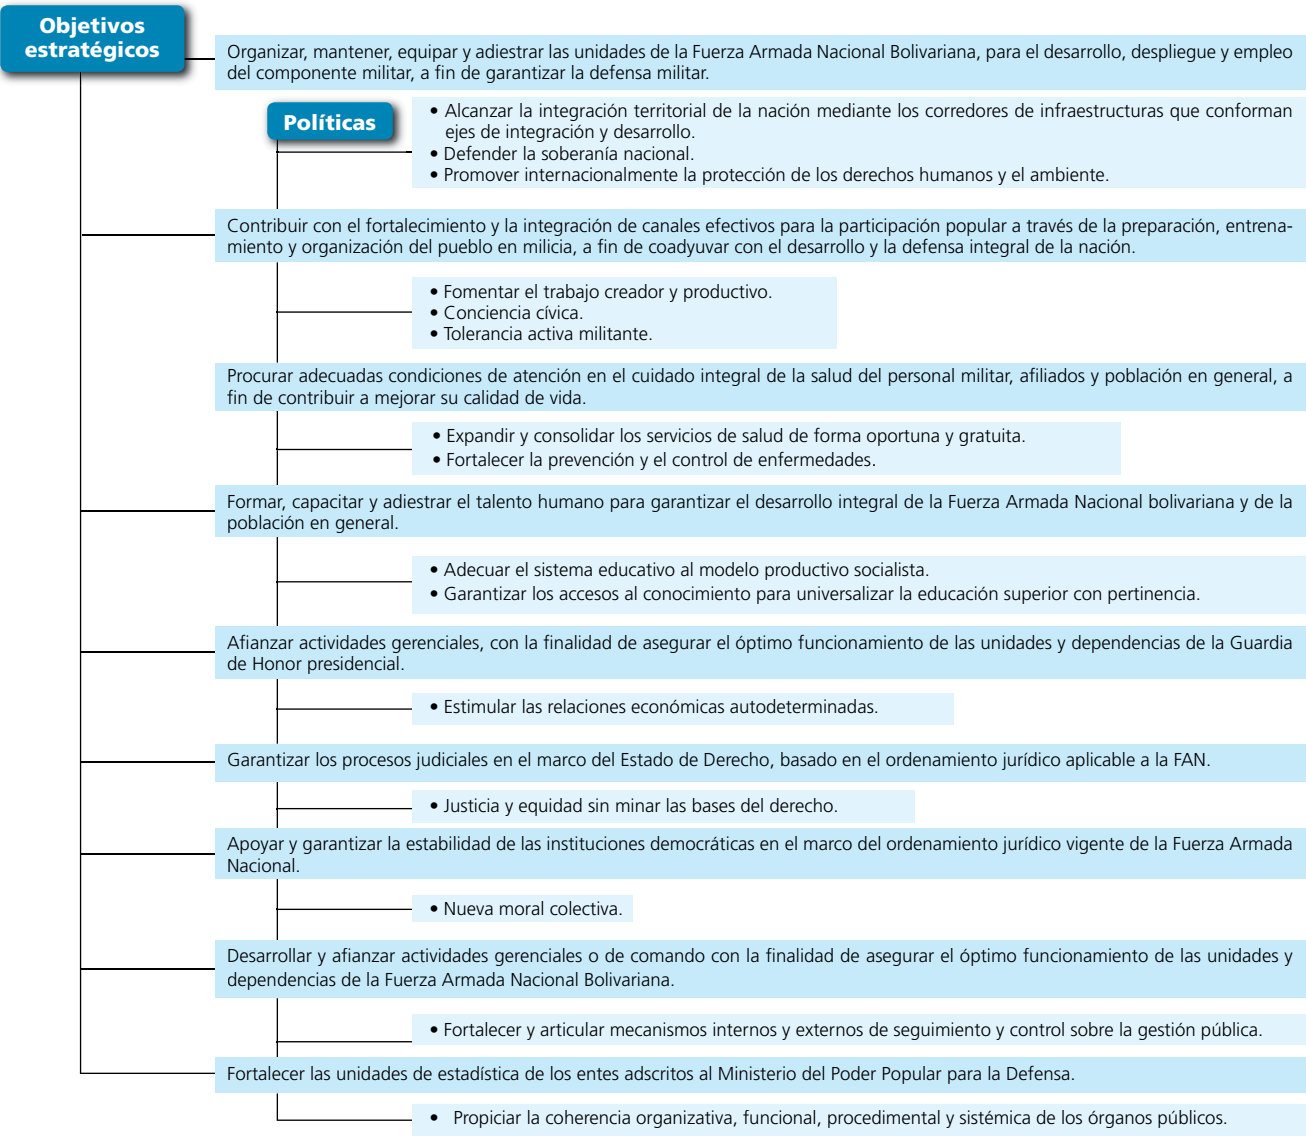 Objetivos
estratégicos
Organizar, mantener, equipar y adiestrar las unidades de la Fuerza Armada Nacional Bolivariana, para el desarrollo, despliegue y empleo
del componente militar, a fin de garantizar la defensa militar.
Políticas
• Alcanzar la integración territorial de la nación mediante los corredores de infraestructuras que conforman
ejes de integración y desarrollo.
• Defender la soberanía nacional.
• Promover internacionalmente la protección de los derechos humanos y el ambiente.
Contribuir con el fortalecimiento y la integración de canales efectivos para la participación popular a través de la preparación, entrena-
miento y organización del pueblo en milicia, a fin de coadyuvar con el desarrollo y la defensa integral de la nación.
• Fomentar el trabajo creador y productivo.
• Conciencia cívica.
• Tolerancia activa militante.
Procurar adecuadas condiciones de atención en el cuidado integral de la salud del personal militar, afiliados y población en general, a
fin de contribuir a mejorar su calidad de vida.
• Expandir y consolidar los servicios de salud de forma oportuna y gratuita.
• Fortalecer la prevención y el control de enfermedades.
Formar, capacitar y adiestrar el talento humano para garantizar el desarrollo integral de la Fuerza Armada Nacional bolivariana y de la
población en general.
• Adecuar el sistema educativo al modelo productivo socialista.
• Garantizar los accesos al conocimiento para universalizar la educación superior con pertinencia.
Afianzar actividades gerenciales, con la finalidad de asegurar el óptimo funcionamiento de las unidades y dependencias de la Guardia
de Honor presidencial.
• Estimular las relaciones económicas autodeterminadas.
Garantizar los procesos judiciales en el marco del Estado de Derecho, basado en el ordenamiento jurídico aplicable a la FAN.
• Justicia y equidad sin minar las bases del derecho.
Apoyar y garantizar la estabilidad de las instituciones democráticas en el marco del ordenamiento jurídico vigente de la Fuerza Armada
Nacional.
• Nueva moral colectiva.
Desarrollar y afianzar actividades gerenciales o de comando con la finalidad de asegurar el óptimo funcionamiento de las unidades y
dependencias de la Fuerza Armada Nacional Bolivariana.
• Fortalecer y articular mecanismos internos y externos de seguimiento y control sobre la gestión pública.
Fortalecer las unidades de estadística de los entes adscritos al Ministerio del Poder Popular para la Defensa.
• Propiciar la coherencia organizativa, funcional, procedimental y sistémica de los órganos públicos.